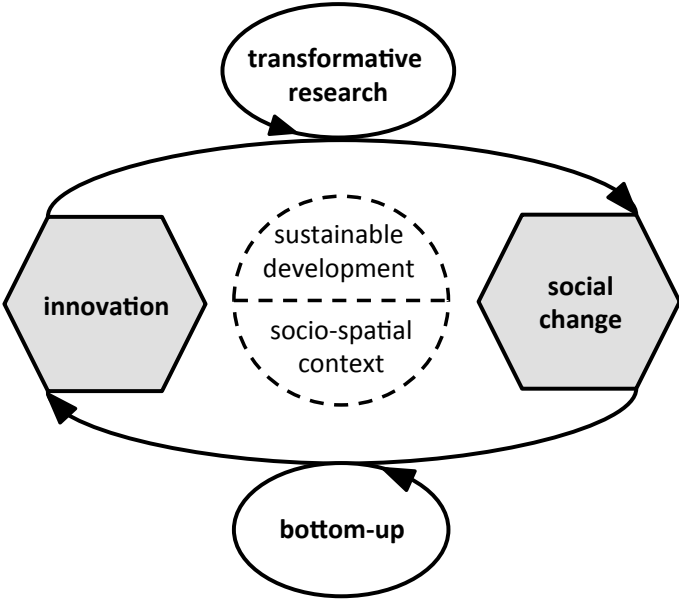 transformative
research
sustainable
development
innovation
social
change
socio-spatial
context
bottom-up